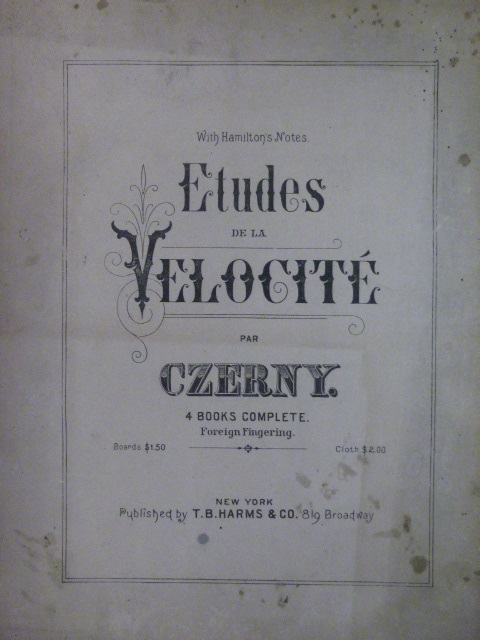 With Hamilton's Notes.
Etudes
DE LA
VELOCITÉ
PAR
CZERNY.
4 BOOKS COMPLETE.
Foreign Fingering.
Boards $1.50
Cloth $2.00
NEW YORK
Published by T. B. HARMS & CO. 819 Broadway